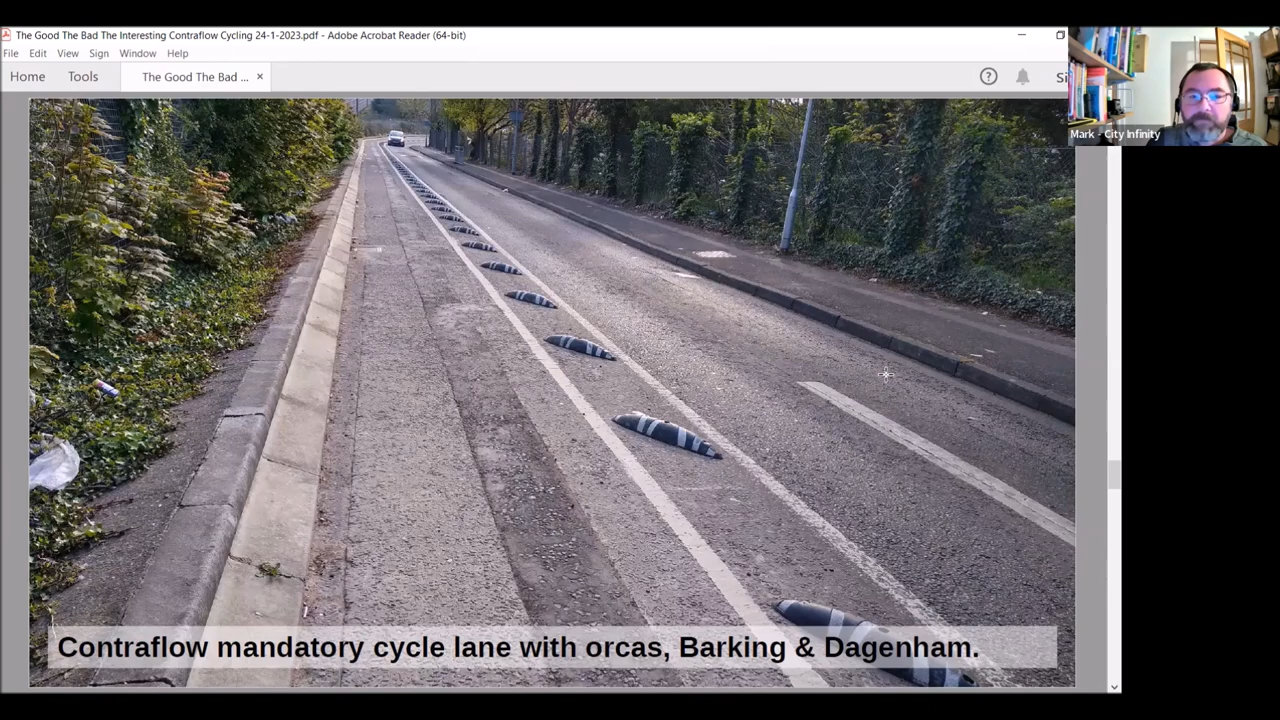 The Good The Bad The Interesting Contraflow Cycling 24-1-2023.pdf - Adobe Acrobat Reader (64-bit)
File Edit View Sign Window Help
Home Tools The Good The Bad ... × ? Si
Mark - City Infinity
Contraflow mandatory cycle lane with orcas, Barking & Dagenham.